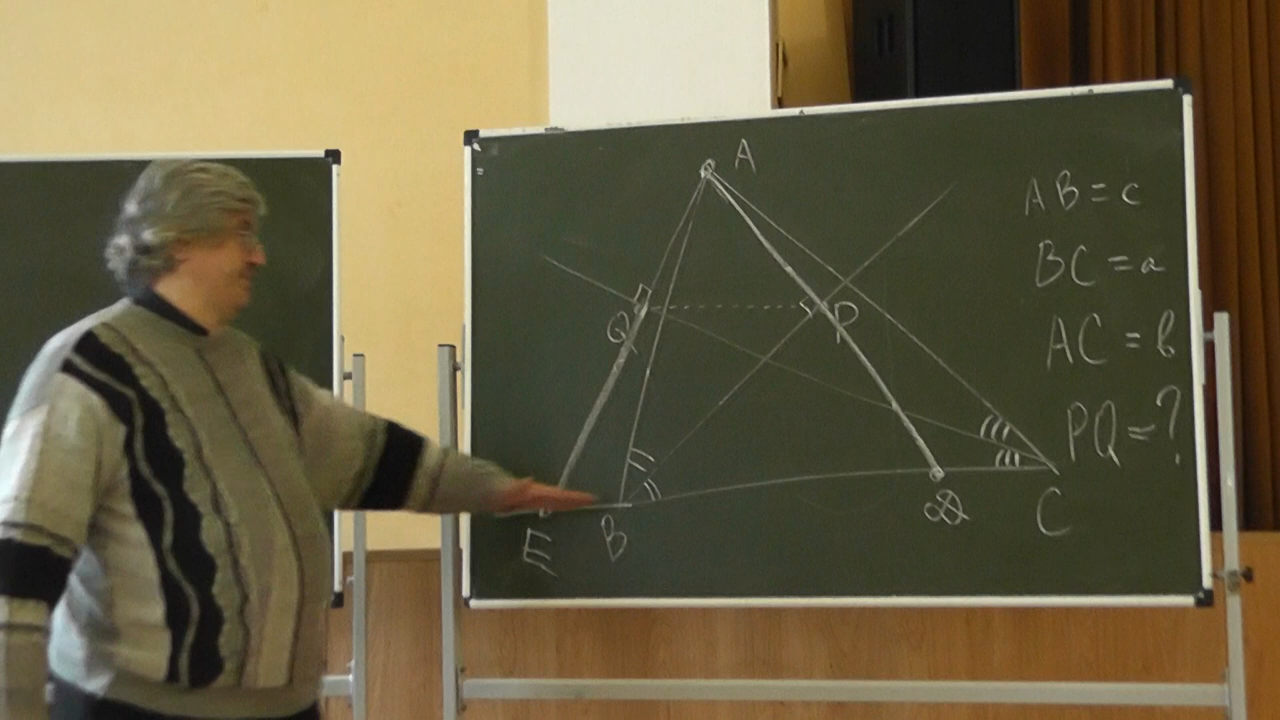 A
AB = c
BC = a
AC = b
PQ = ?
Q
P
E
B
C